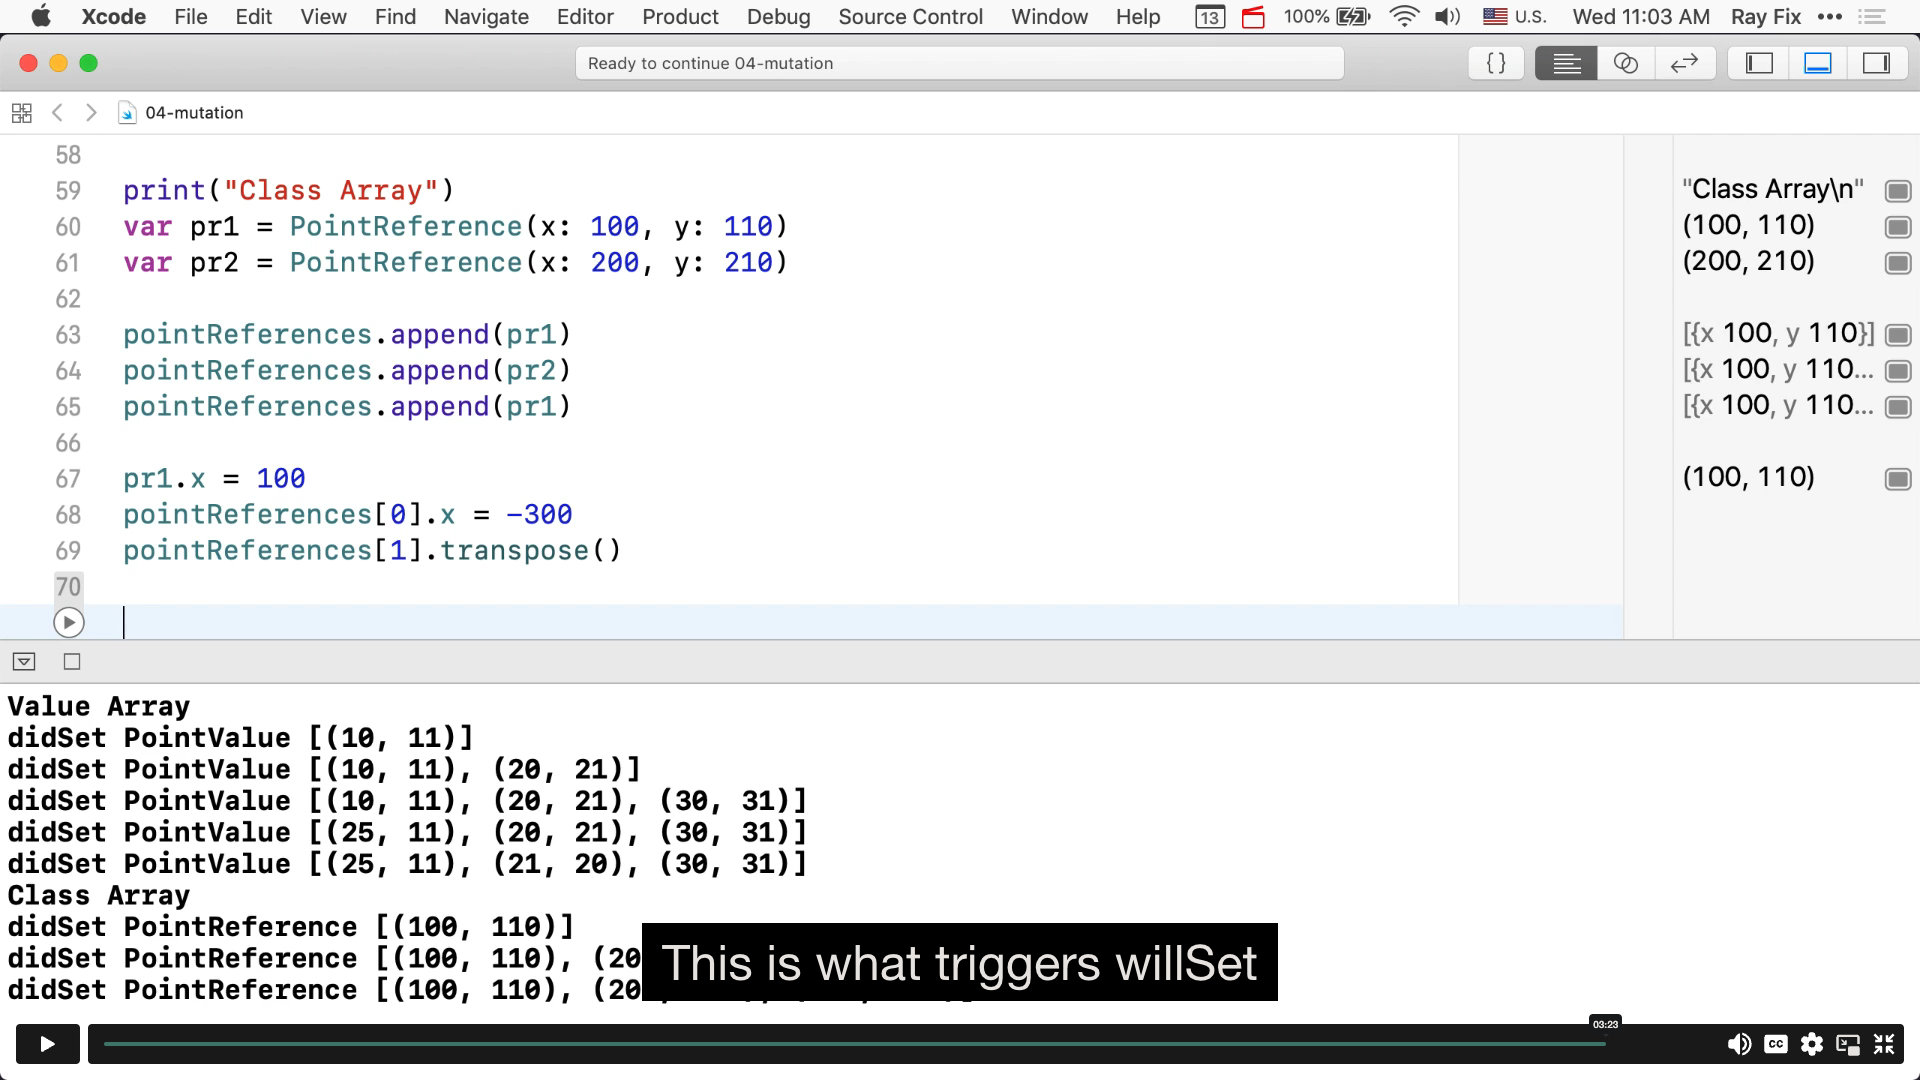 Xcode File Edit View Find Navigate Editor Product Debug Source Control Window Help 13 100% U.S. Wed 11:03 AM Ray Fix •••
Ready to continue 04-mutation
{ }
04-mutation
58
59 print("Class Array") "Class Array\n"
60 var pr1 = PointReference(x: 100, y: 110) (100, 110)
61 var pr2 = PointReference(x: 200, y: 210) (200, 210)
62
63 pointReferences.append(pr1) [{x 100, y 110}]
64 pointReferences.append(pr2) [{x 100, y 110...
65 pointReferences.append(pr1) [{x 100, y 110...
66
67 pr1.x = 100 (100, 110)
68 pointReferences[0].x = -300
69 pointReferences[1].transpose()
70
Value Array
didSet PointValue [(10, 11)]
didSet PointValue [(10, 11), (20, 21)]
didSet PointValue [(10, 11), (20, 21), (30, 31)]
didSet PointValue [(25, 11), (20, 21), (30, 31)]
didSet PointValue [(25, 11), (21, 20), (30, 31)]
Class Array
didSet PointReference [(100, 110)]
didSet PointReference [(100, 110), (20
didSet PointReference [(100, 110), (20
This is what triggers willSet
03:23
CC